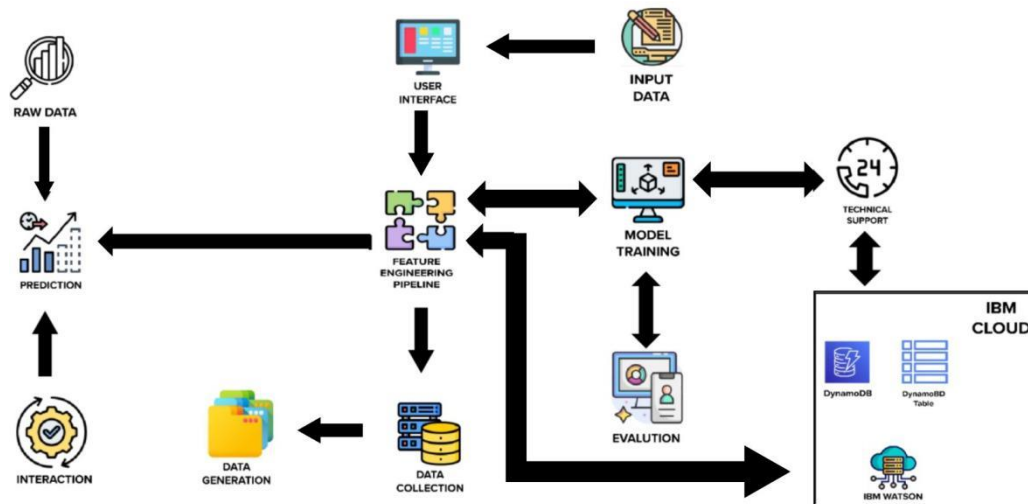 INPUT
DATA
USER
INTERFACE
RAW DATA
24
TECHNICAL
SUPPORT
MODEL
TRAINING
FEATURE
ENGINEERING
PIPELINE
PREDICTION
IBM
CLOUD
DynamoDB
DynamoBD
Table
EVALUTION
INTERACTION
DATA
GENERATION
DATA
COLLECTION
IBM WATSON